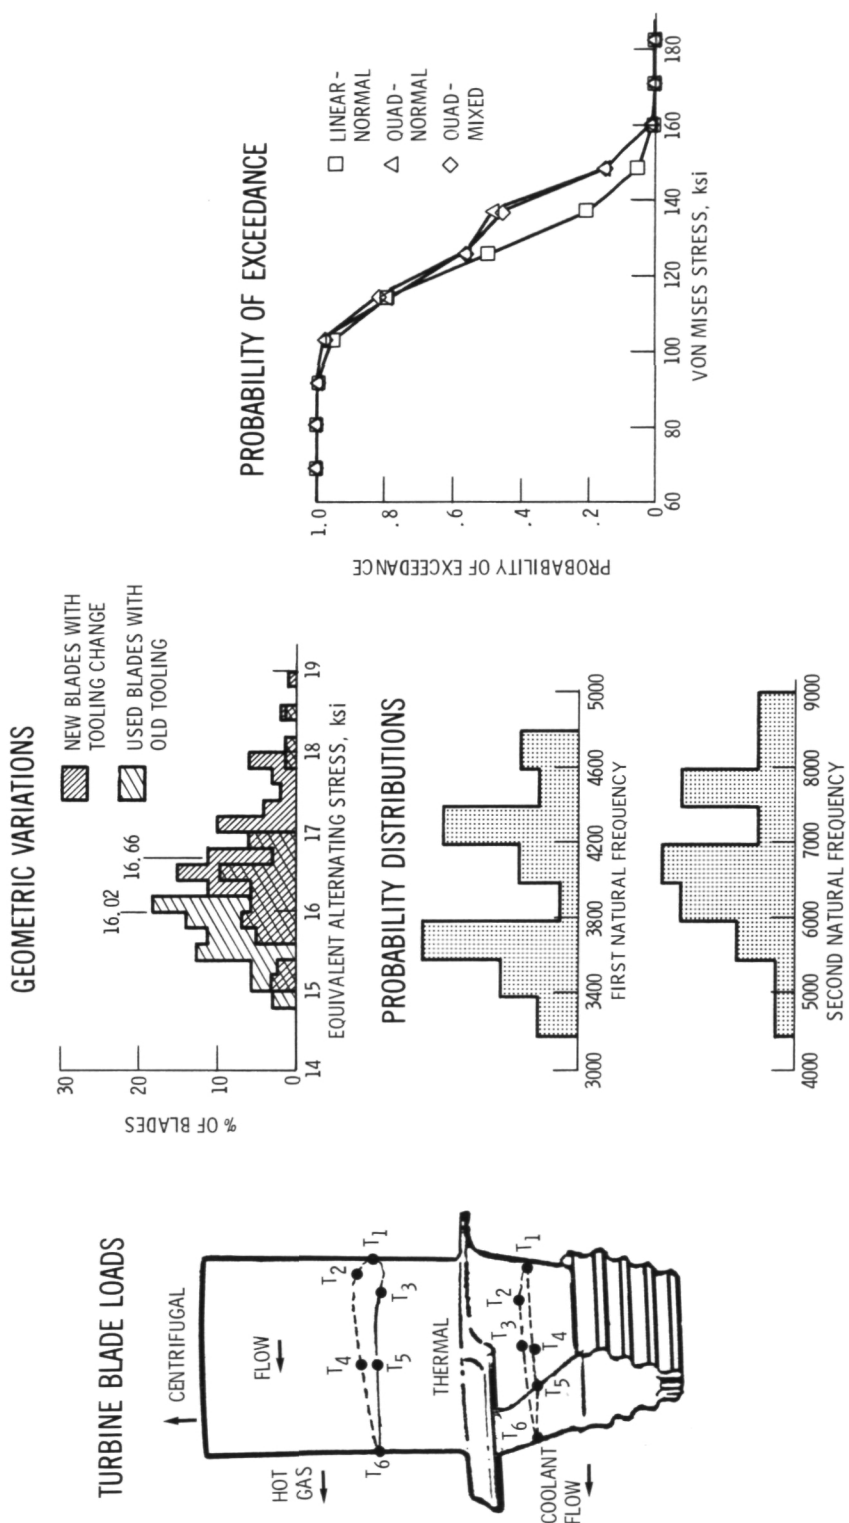 TURBINE BLADE LOADS
CENTRIFUGAL
FLOW
HOT
GAS
T1
T2
T3
T4
T5
T6
THERMAL
T1
T2
T3
T4
T5
T6
COOLANT
FLOW
GEOMETRIC VARIATIONS
NEW BLADES WITH
TOOLING CHANGE
USED BLADES WITH
OLD TOOLING
16.02
16.66
30
20
10
0
% OF BLADES
14 15 16 17 18 19
EQUIVALENT ALTERNATING STRESS, ksi
PROBABILITY DISTRIBUTIONS
3000 3400 3800 4200 4600 5000
FIRST NATURAL FREQUENCY
4000 5000 6000 7000 8000 9000
SECOND NATURAL FREQUENCY
PROBABILITY OF EXCEEDANCE
LINEAR-
NORMAL
QUAD-
NORMAL
QUAD-
MIXED
1.0
.8
.6
.4
.2
0
PROBABILITY OF EXCEEDANCE
60 80 100 120 140 160 180
VON MISES STRESS, ksi